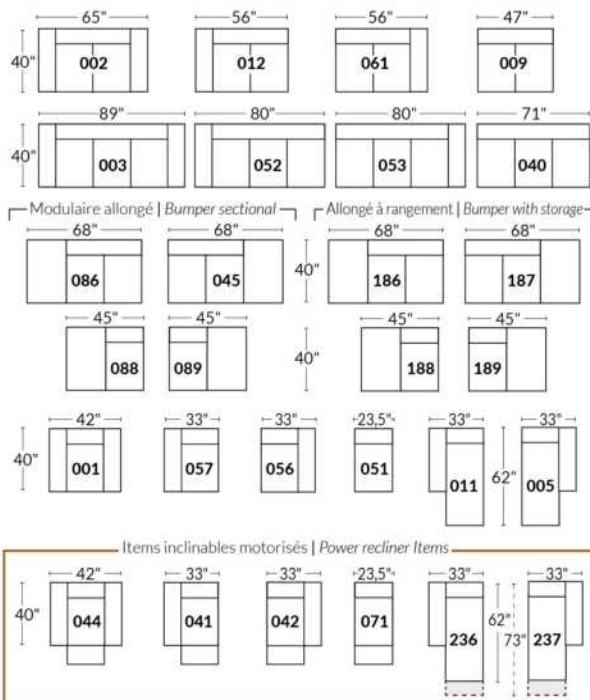 65" 56" 56" 47"
40" 002 012 061 009
89" 80" 80" 71"
40" 003 052 053 040
Modulaire allongé | Bumper sectional Allongé à rangement | Bumper with storage
68" 68" 68" 68"
086 045 40" 186 187
45" 45" 45" 45"
088 089 40" 188 189
42" 33" 33" 23,5" 33" 33"
40" 001 057 056 051 011 62" 005
Items inclinables motorisés | Power recliner Items
42" 33" 33" 23,5" 33" 33"
40" 044 041 042 071 236 62" 73" 237